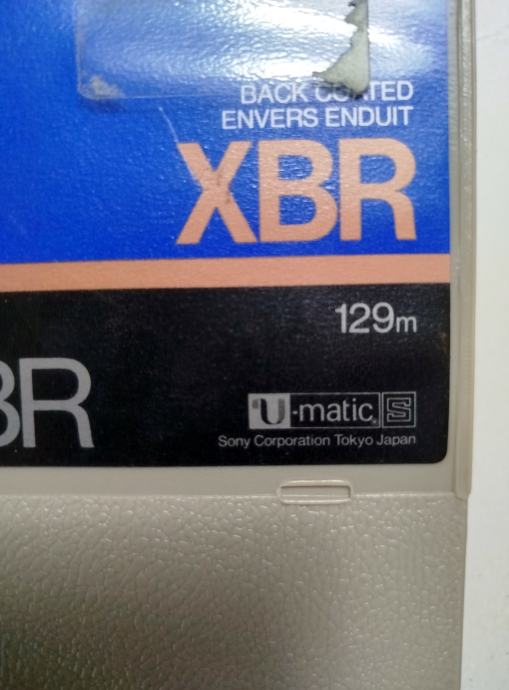 BACK COATED
ENVERS ENDUIT
XBR
129m
BR
U-matic S
Sony Corporation Tokyo Japan